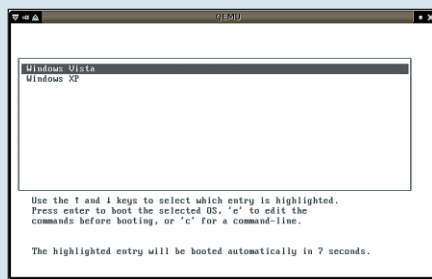 QEMU
Windows Vista
Windows XP
Use the ↑ and ↓ keys to select which entry is highlighted.
Press enter to boot the selected OS, 'e' to edit the
commands before booting, or 'c' for a command-line.
The highlighted entry will be booted automatically in 7 seconds.